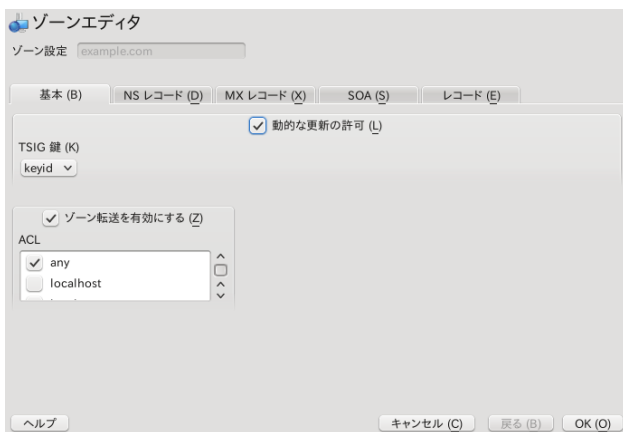 ゾーンエディタ
ゾーン設定 example.com
基本 (B) NS レコード (D) MX レコード (X) SOA (S) レコード (E)
動的な更新の許可 (L)
TSIG 鍵 (K)
keyid
ゾーン転送を有効にする (Z)
ACL
any
localhost
ヘルプ キャンセル (C) 戻る (B) OK (O)